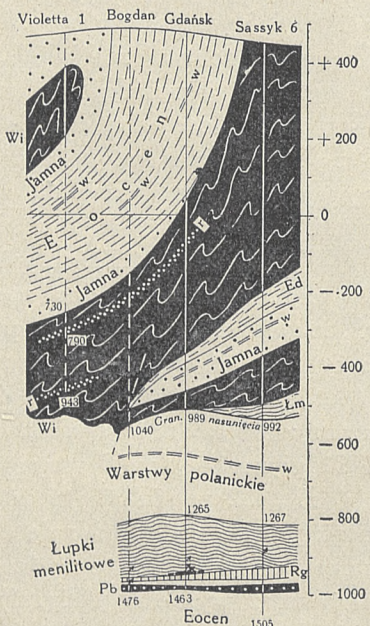 Violetta 1 Bogdan Gdańsk Sassyk 6
+ 400
w
Wi
+ 200
Jamna
w
w
Eocen
0
r
Jamna
730
Ed
-200
790
w
Jamna
-400
r
943
Łm
Wi
Gran. 989 nasunięcia 992
1040
-600
Warstwy polanickie
w
-800
1265
1267
Łupki
menilitowe
Rg
Pb
-1000
1476
1463
Eocen
1505